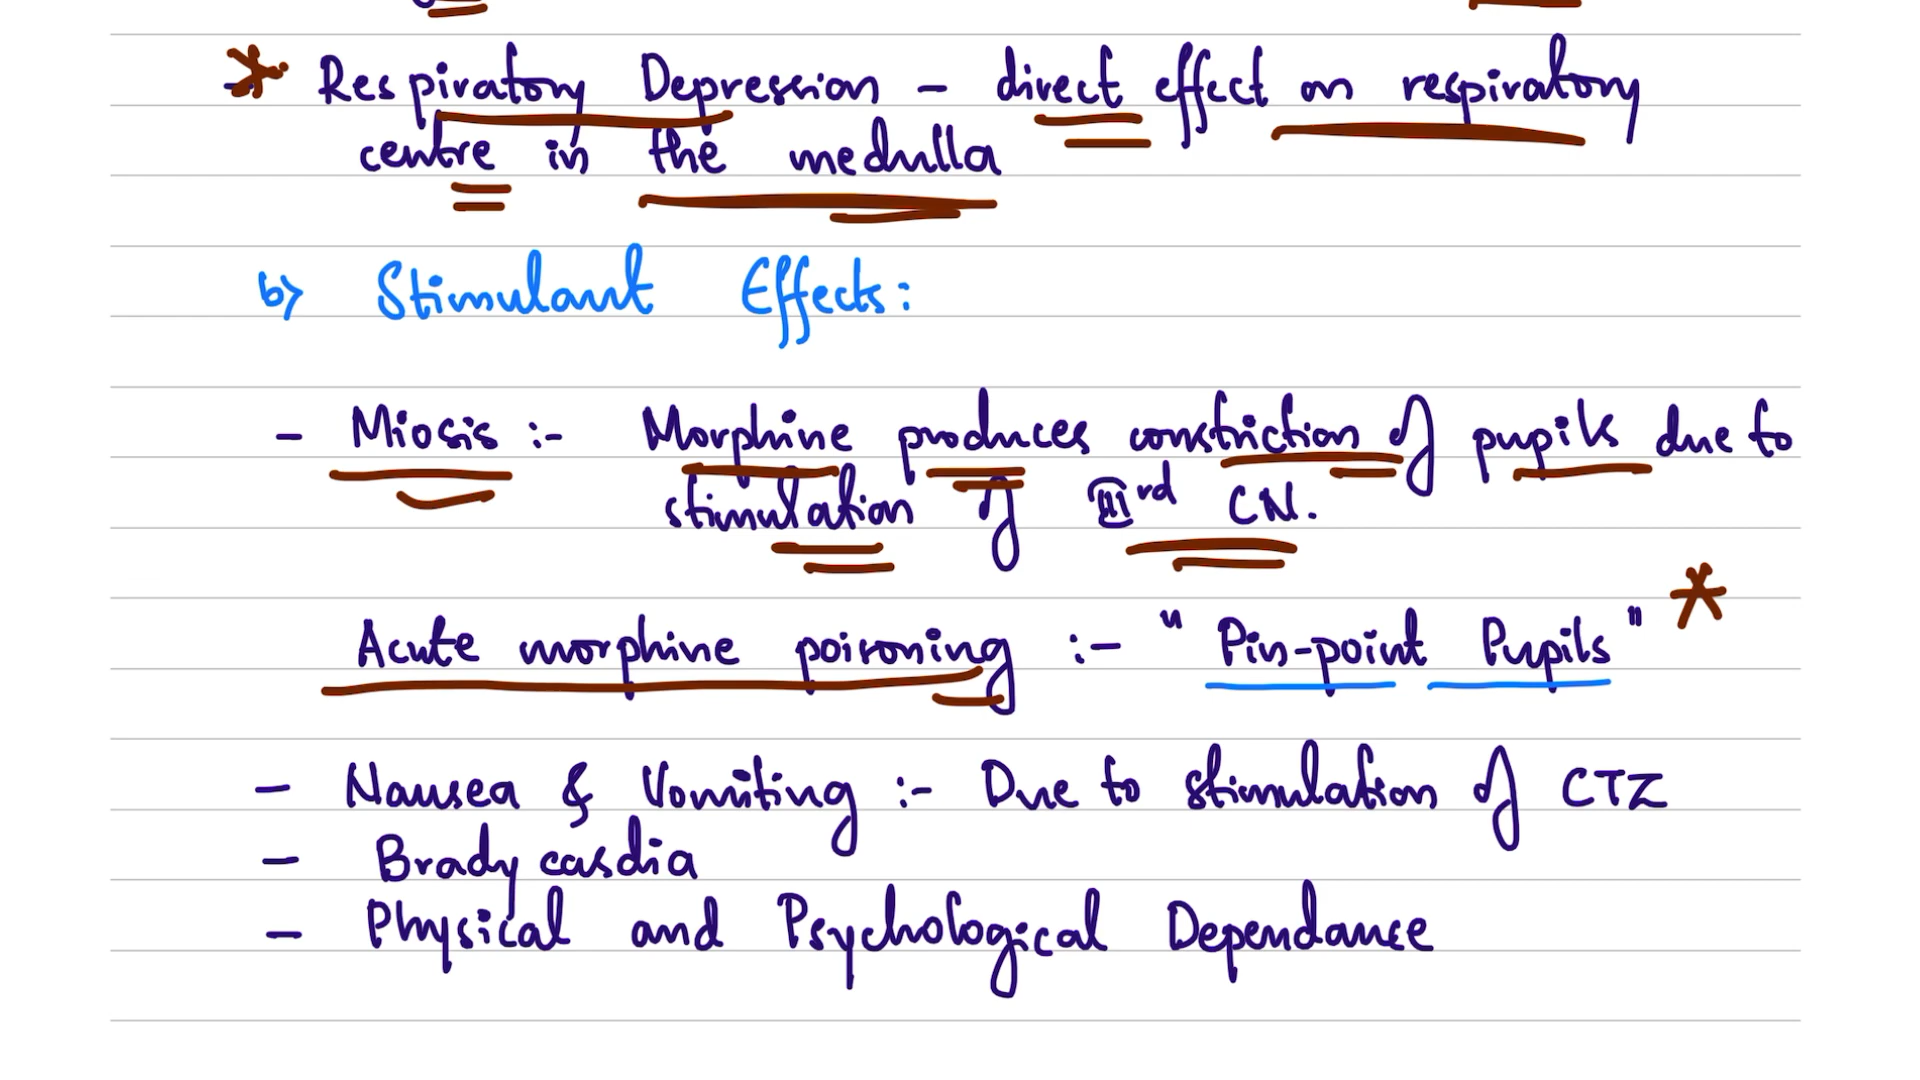 * Respiratory Depression - direct effect on respiratory
centre in the medulla
b> Stimulant Effects:
- Miosis :- Morphine produces constriction of pupils due to
stimulation of IIIrd CN.
Acute morphine poisoning :- "Pin-point Pupils" *
- Nausea & Vomiting :- Due to stimulation of CTZ
- Bradycardia
- Physical and Psychological Dependance